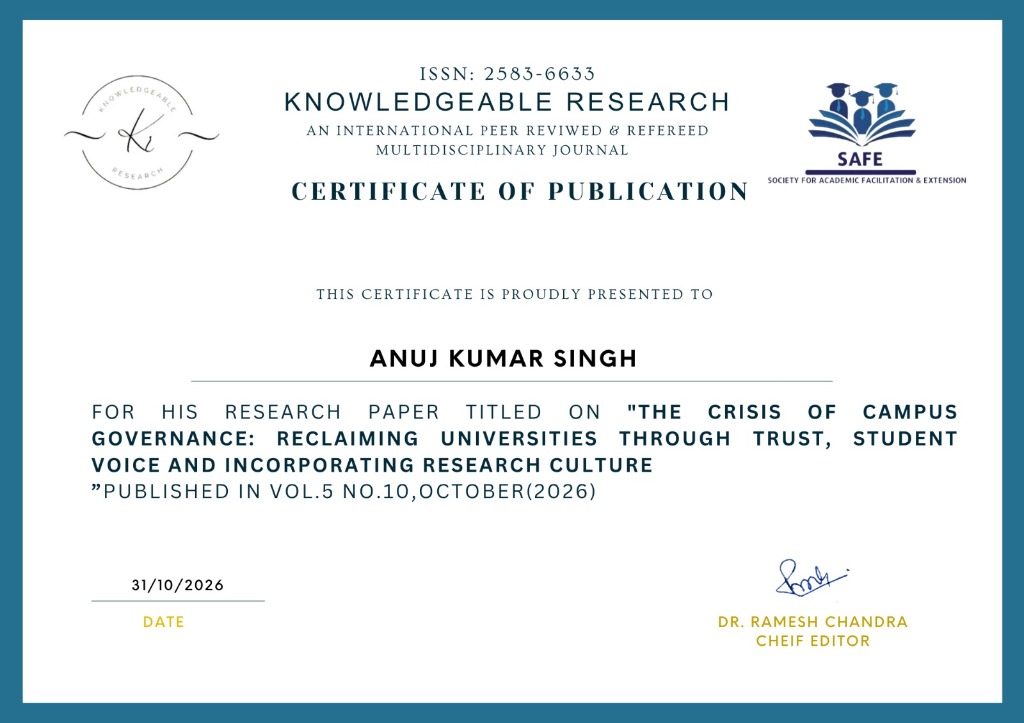 ISSN: 2583-6633
KNOWLEDGEABLE RESEARCH
AN INTERNATIONAL PEER REVIWED & REFEREED
MULTIDISCIPLINARY JOURNAL
CERTIFICATE OF PUBLICATION
KNOWLEDGEABLE
Kr
RESEARCH
SAFE
SOCIETY FOR ACADEMIC FACILITATION & EXTENSION
THIS CERTIFICATE IS PROUDLY PRESENTED TO
ANUJ KUMAR SINGH
FOR HIS RESEARCH PAPER TITLED ON "THE CRISIS OF CAMPUS
GOVERNANCE: RECLAIMING UNIVERSITIES THROUGH TRUST, STUDENT
VOICE AND INCORPORATING RESEARCH CULTURE
”PUBLISHED IN VOL.5 NO.10,OCTOBER(2026)
31/10/2026
DATE
DR. RAMESH CHANDRA
CHEIF EDITOR